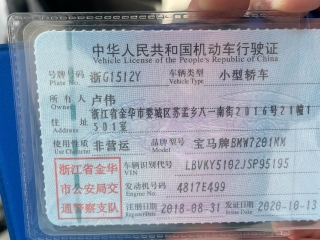 中华人民共和国机动车行驶证
Vehicle License of the People's Republic of China
号牌号码 浙G1512Y 车辆类型 小型轿车
Plate No. Vehicle Type
所有人 卢伟
Owner
住址 浙江省金华市婺城区苏孟乡八一南街2016号21幢1
501室
Address
使用性质 非营运 品牌型号 宝马牌BMW7201MM
Use Character Model
浙江省金华 车辆识别代号 LBVKY5102JSP95195
VIN
市公安局交 发动机号码 4817E499
Engine No.
通警察支队 注册日期 2018-08-31 发证日期 2020-10-13
Register Date Issue Date